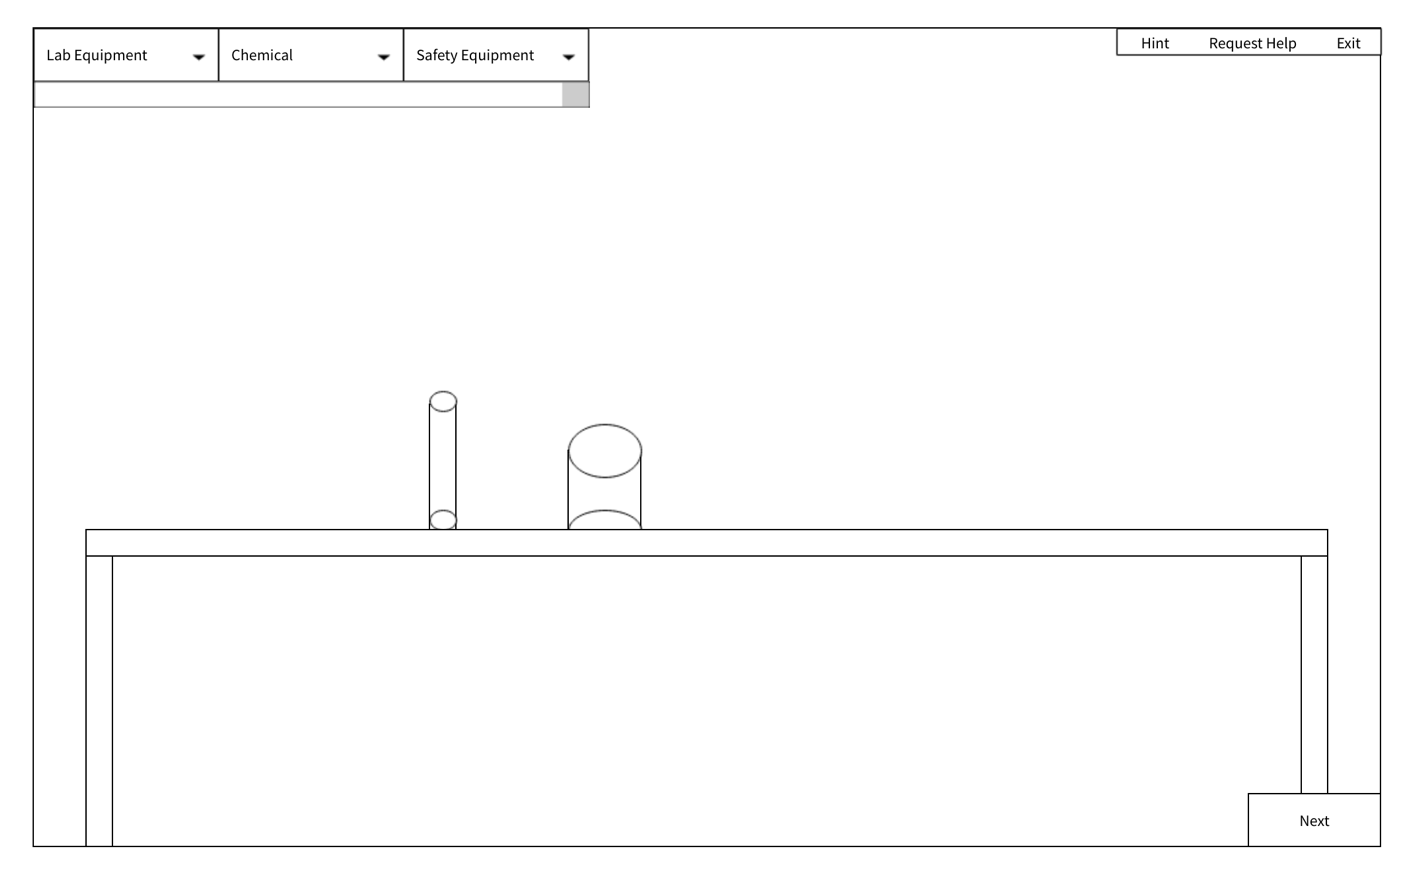 Lab Equipment
Chemical
Safety Equipment
Hint
Request Help
Exit
Next